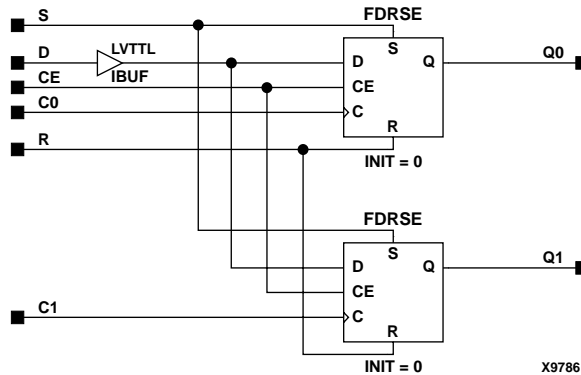 S
FDRSE
D
LVTTL
IBUF
CE
C0
R
S
D
Q
CE
C
R
Q0
INIT = 0
FDRSE
S
D
Q
CE
C
R
Q1
C1
INIT = 0
X9786